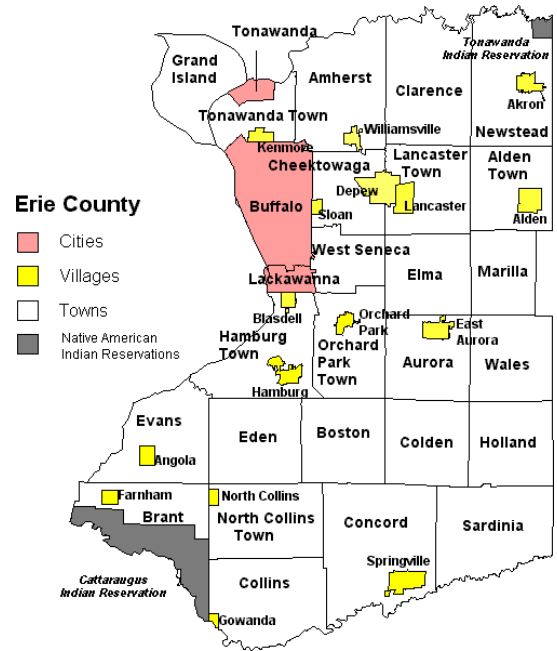 Tonawanda
Grand
Island
Tonawanda
Indian Reservation
Amherst
Clarence
Akron
Tonawanda Town
Williamsville
Newstead
Kenmore
Cheektowaga
Lancaster
Town
Alden
Town
Depew
Buffalo
Sloan
Lancaster
Alden
Erie County
Cities
Villages
Towns
Native American
Indian Reservations
West Seneca
Lackawanna
Elma
Marilla
Blasdell
Orchard
Park
East
Aurora
Hamburg
Town
Orchard
Park
Town
Aurora
Wales
Hamburg
Evans
Eden
Boston
Colden
Holland
Angola
Farnham
North Collins
Brant
North Collins
Town
Concord
Sardinia
Springville
Cattaraugus
Indian Reservation
Collins
Gowanda